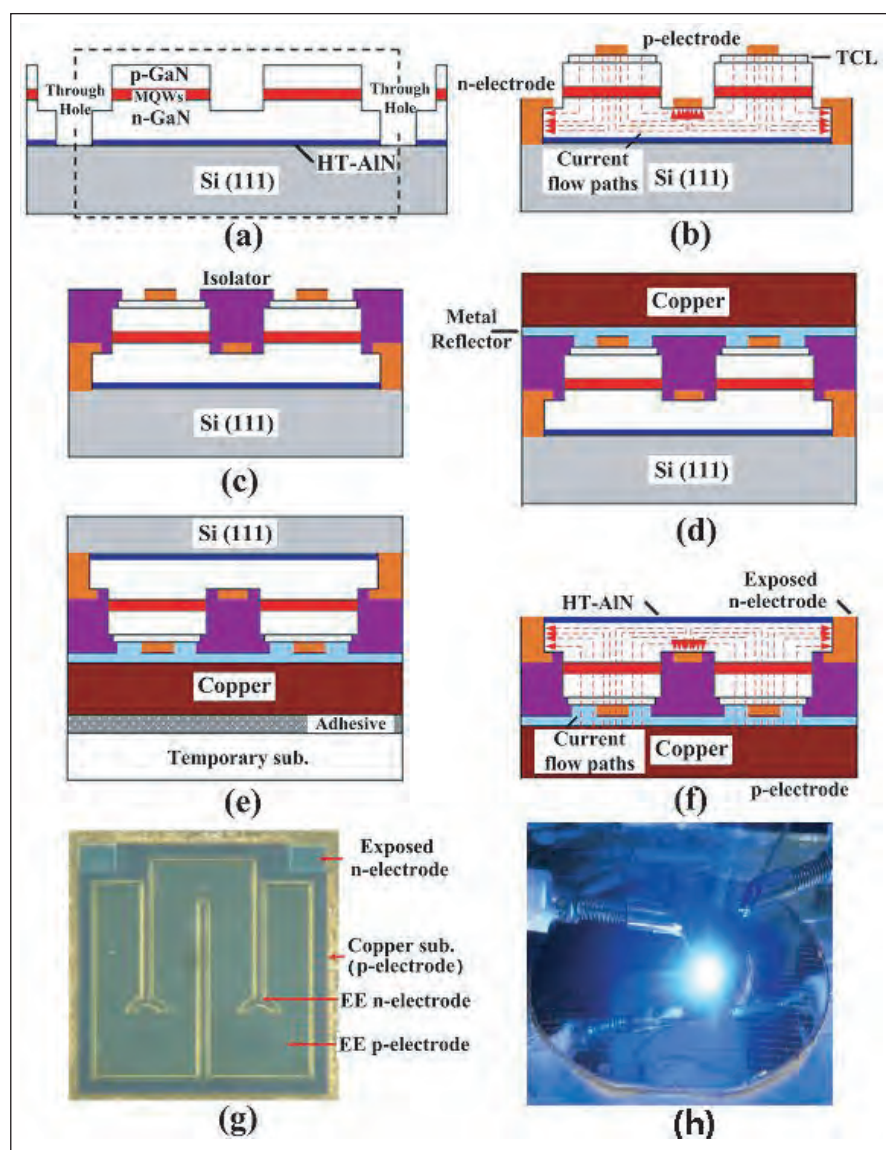 p-GaN
Through
Hole
MQWs
Through
Hole
n-GaN
HT-AlN
Si (111)
(a)
p-electrode
TCL
n-electrode
Current
flow paths
Si (111)
(b)
Isolator
Si (111)
(c)
Copper
Metal
Reflector
Si (111)
(d)
Si (111)
Copper
Adhesive
Temporary sub.
(e)
HT-AlN
Exposed
n-electrode
Current
flow paths
Copper
p-electrode
(f)
Exposed
n-electrode
Copper sub.
(p-electrode)
EE n-electrode
EE p-electrode
(g)
(h)